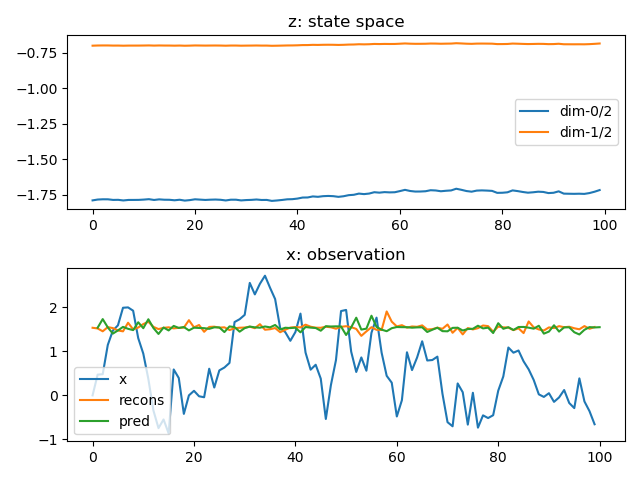 z: state space
−0.75
−1.00
−1.25
−1.50
−1.75
dim-0/2
dim-1/2
0 20 40 60 80 100
x: observation
2
1
0
−1
x
recons
pred
0 20 40 60 80 100